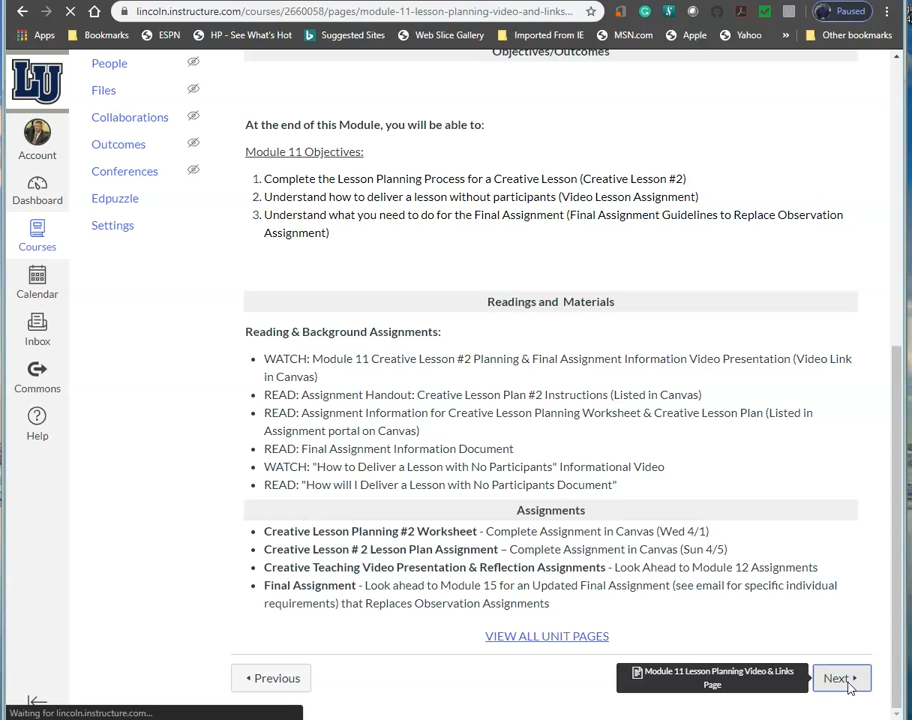 lincoln.instructure.com/courses/2660058/pages/module-11-lesson-planning-video-and-links...
Paused
Apps Bookmarks ESPN HP - See What's Hot Suggested Sites Web Slice Gallery Imported From IE MSN.com Apple Yahoo » Other bookmarks
LU
Account
Dashboard
Courses
Calendar
Inbox
Commons
Help
People
Files
Collaborations
Outcomes
Conferences
Edpuzzle
Settings
Objectives/Outcomes
At the end of this Module, you will be able to:
Module 11 Objectives:
1. Complete the Lesson Planning Process for a Creative Lesson (Creative Lesson #2)
2. Understand how to deliver a lesson without participants (Video Lesson Assignment)
3. Understand what you need to do for the Final Assignment (Final Assignment Guidelines to Replace Observation
Assignment)
Readings and Materials
Reading & Background Assignments:
• WATCH: Module 11 Creative Lesson #2 Planning & Final Assignment Information Video Presentation (Video Link
in Canvas)
• READ: Assignment Handout: Creative Lesson Plan #2 Instructions (Listed in Canvas)
• READ: Assignment Information for Creative Lesson Planning Worksheet & Creative Lesson Plan (Listed in
Assignment portal on Canvas)
• READ: Final Assignment Information Document
• WATCH: "How to Deliver a Lesson with No Participants" Informational Video
• READ: "How will I Deliver a Lesson with No Participants Document"
Assignments
• Creative Lesson Planning #2 Worksheet - Complete Assignment in Canvas (Wed 4/1)
• Creative Lesson # 2 Lesson Plan Assignment – Complete Assignment in Canvas (Sun 4/5)
• Creative Teaching Video Presentation & Reflection Assignments - Look Ahead to Module 12 Assignments
• Final Assignment - Look ahead to Module 15 for an Updated Final Assignment (see email for specific individual
requirements) that Replaces Observation Assignments
VIEW ALL UNIT PAGES
Previous
Module 11 Lesson Planning Video & Links
Page
Next
Waiting for lincoln.instructure.com...